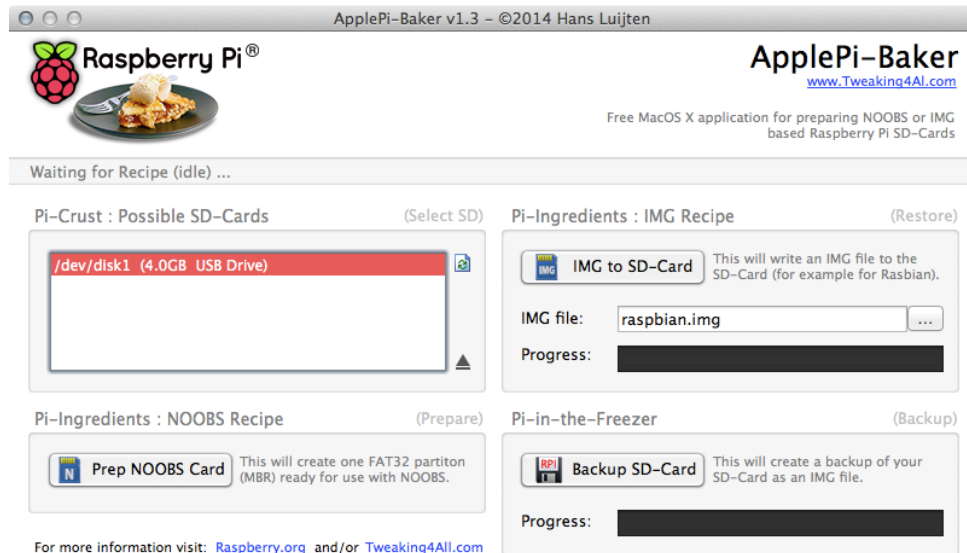 ApplePi-Baker v1.3 – ©2014 Hans Luijten
Raspberry Pi®
ApplePi-Baker
www.Tweaking4Al.com
Free MacOS X application for preparing NOOBS or IMG
based Raspberry Pi SD-Cards
Waiting for Recipe (idle) ...
Pi-Crust : Possible SD-Cards (Select SD)
/dev/disk1 (4.0GB USB Drive)
Pi-Ingredients : NOOBS Recipe (Prepare)
N
Prep NOOBS Card
This will create one FAT32 partiton
(MBR) ready for use with NOOBS.
For more information visit: Raspberry.org and/or Tweaking4All.com
Pi-Ingredients : IMG Recipe (Restore)
IMG
IMG to SD-Card
This will write an IMG file to the
SD-Card (for example for Rasbian).
IMG file: raspbian.img ...
Progress:
Pi-in-the-Freezer (Backup)
RPI
Backup SD-Card
This will create a backup of your
SD-Card as an IMG file.
Progress: